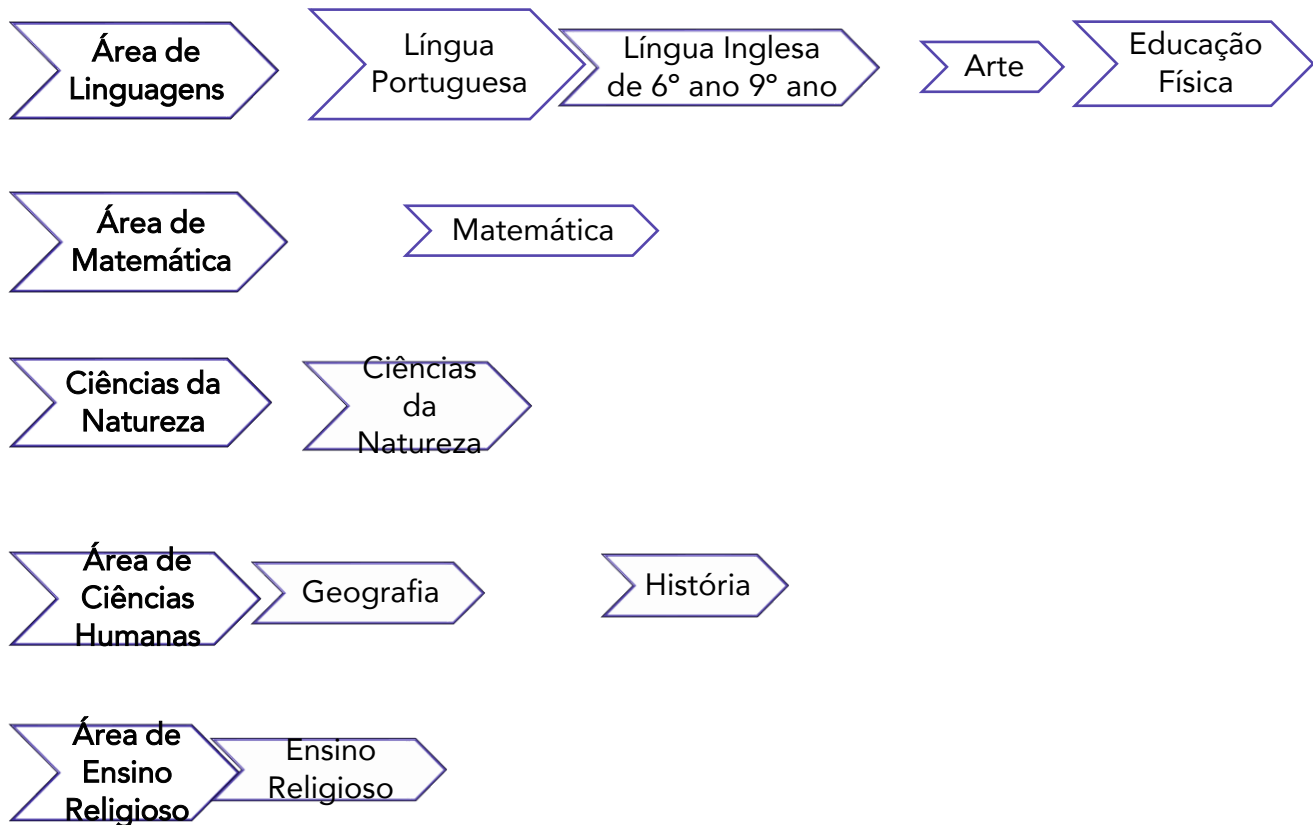 Área de
Linguagens
Língua
Portuguesa
Língua Inglesa
de 6º ano 9º ano
Arte
Educação
Física
Área de
Matemática
Matemática
Ciências da
Natureza
Ciências
da
Natureza
Área de
Ciências
Humanas
Geografia
História
Área de
Ensino
Religioso
Ensino
Religioso